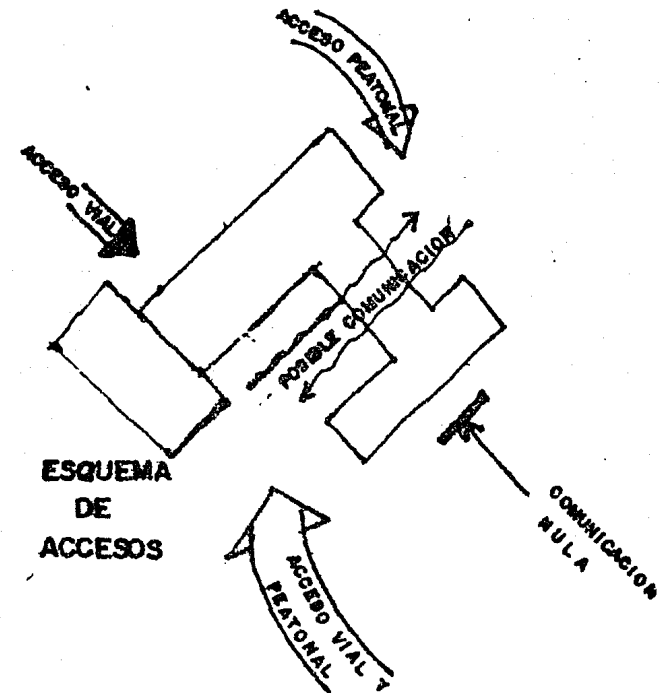 ACCESO PEATONAL
ACCESO VIAL
POSIBLE COMUNICACION
ESQUEMA
DE
ACCESOS
COMUNICACION
NULA
ACCESO VIAL Y
PEATONAL